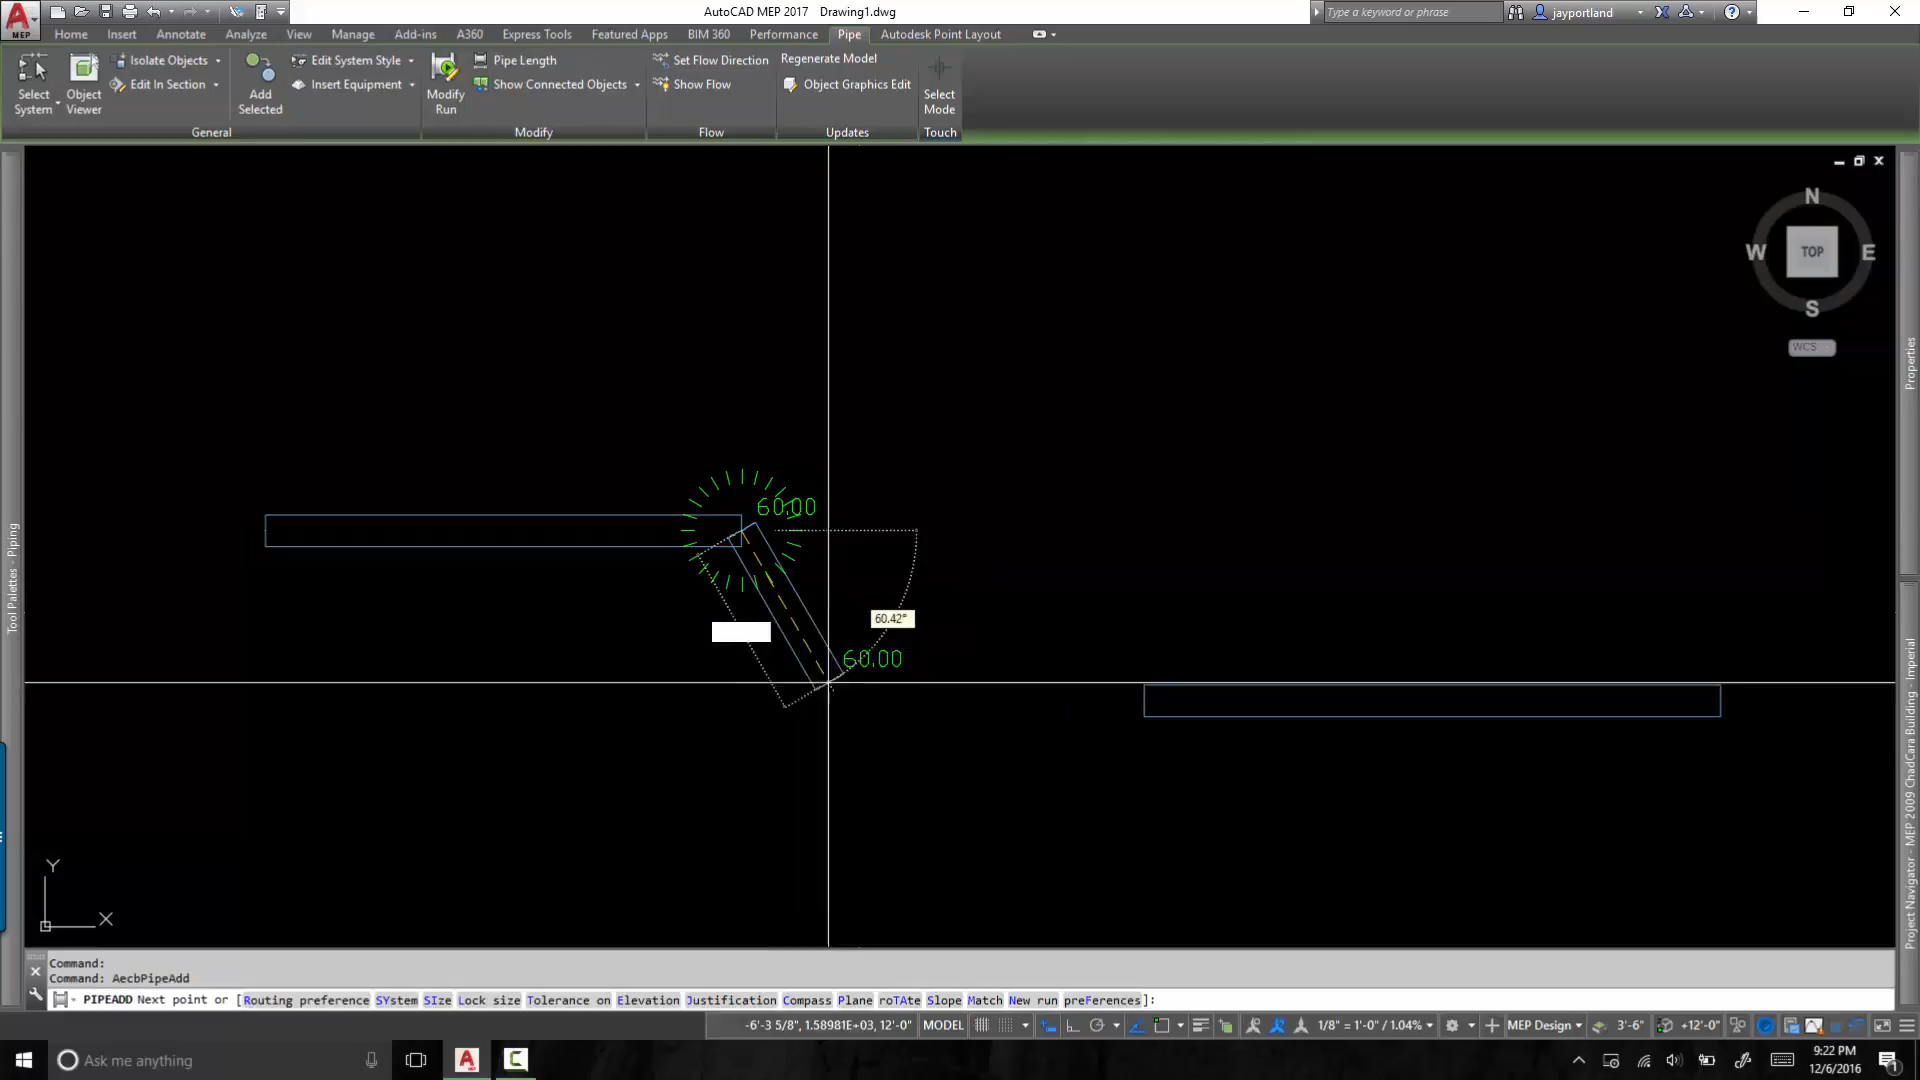 AutoCAD MEP 2017 Drawing1.dwg
Type a keyword or phrase
jayportland
MEP
Home Insert Annotate Analyze View Manage Add-ins A360 Express Tools Featured Apps BIM 360 Performance Pipe Autodesk Point Layout
Select System
Object Viewer
Isolate Objects
Edit In Section
Add Selected
Edit System Style
Insert Equipment
Modify Run
Pipe Length
Show Connected Objects
Set Flow Direction
Show Flow
Regenerate Model
Object Graphics Edit
Select Mode
General Modify Flow Updates Touch
N
W TOP E
S
WCS
60.00
60.42°
60.00
Y
X
Tool Palettes - Piping
Properties
Project Navigator - MEP 2009 ChadCara Building - Imperial
Command:
Command: AecbPipeAdd
PIPEADD Next point or [Routing preference SYstem SIze Lock size Tolerance on Elevation Justification Compass Plane roTAte Slope Match New run preFerences]:
-6'-3 5/8", 1.58981E+03, 12'-0" MODEL 1/8" = 1'-0" / 1.04% MEP Design 3'-6" +12'-0"
Ask me anything
9:22 PM
12/6/2016
1